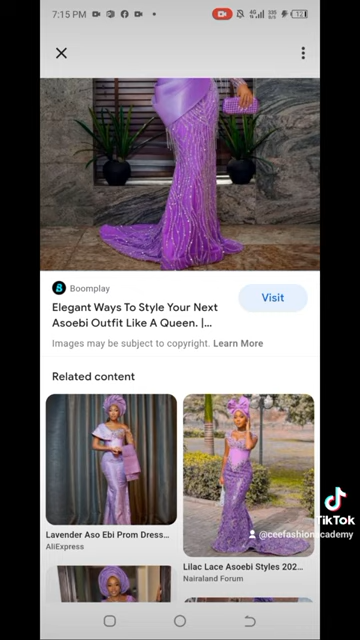 7:15 PM
Boomplay
Elegant Ways To Style Your Next
Asoebi Outfit Like A Queen. |...
Visit
Images may be subject to copyright. Learn More
Related content
Lavender Aso Ebi Prom Dress...
AliExpress
TikTok
@ceefashionacademy
Lilac Lace Asoebi Styles 202...
Nairaland Forum